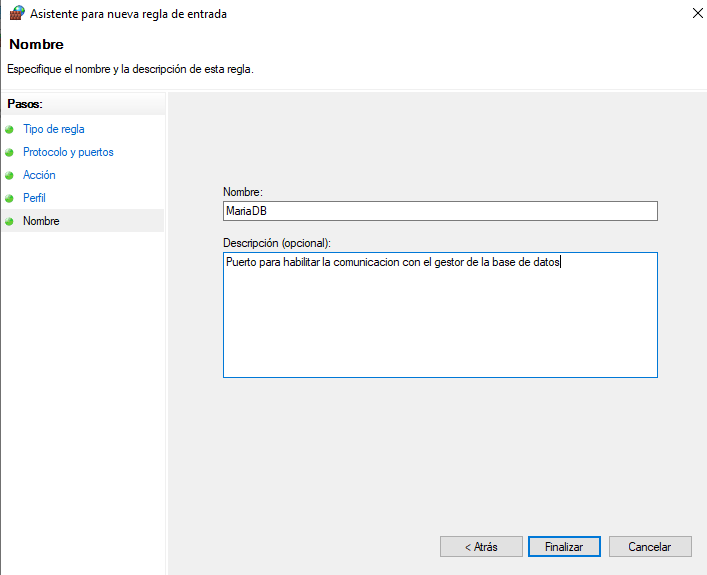 Asistente para nueva regla de entrada
Nombre
Especifique el nombre y la descripción de esta regla.
Pasos:
Tipo de regla
Protocolo y puertos
Acción
Perfil
Nombre
Nombre:
MariaDB
Descripción (opcional):
Puerto para habilitar la comunicacion con el gestor de la base de datos
< Atrás
Finalizar
Cancelar